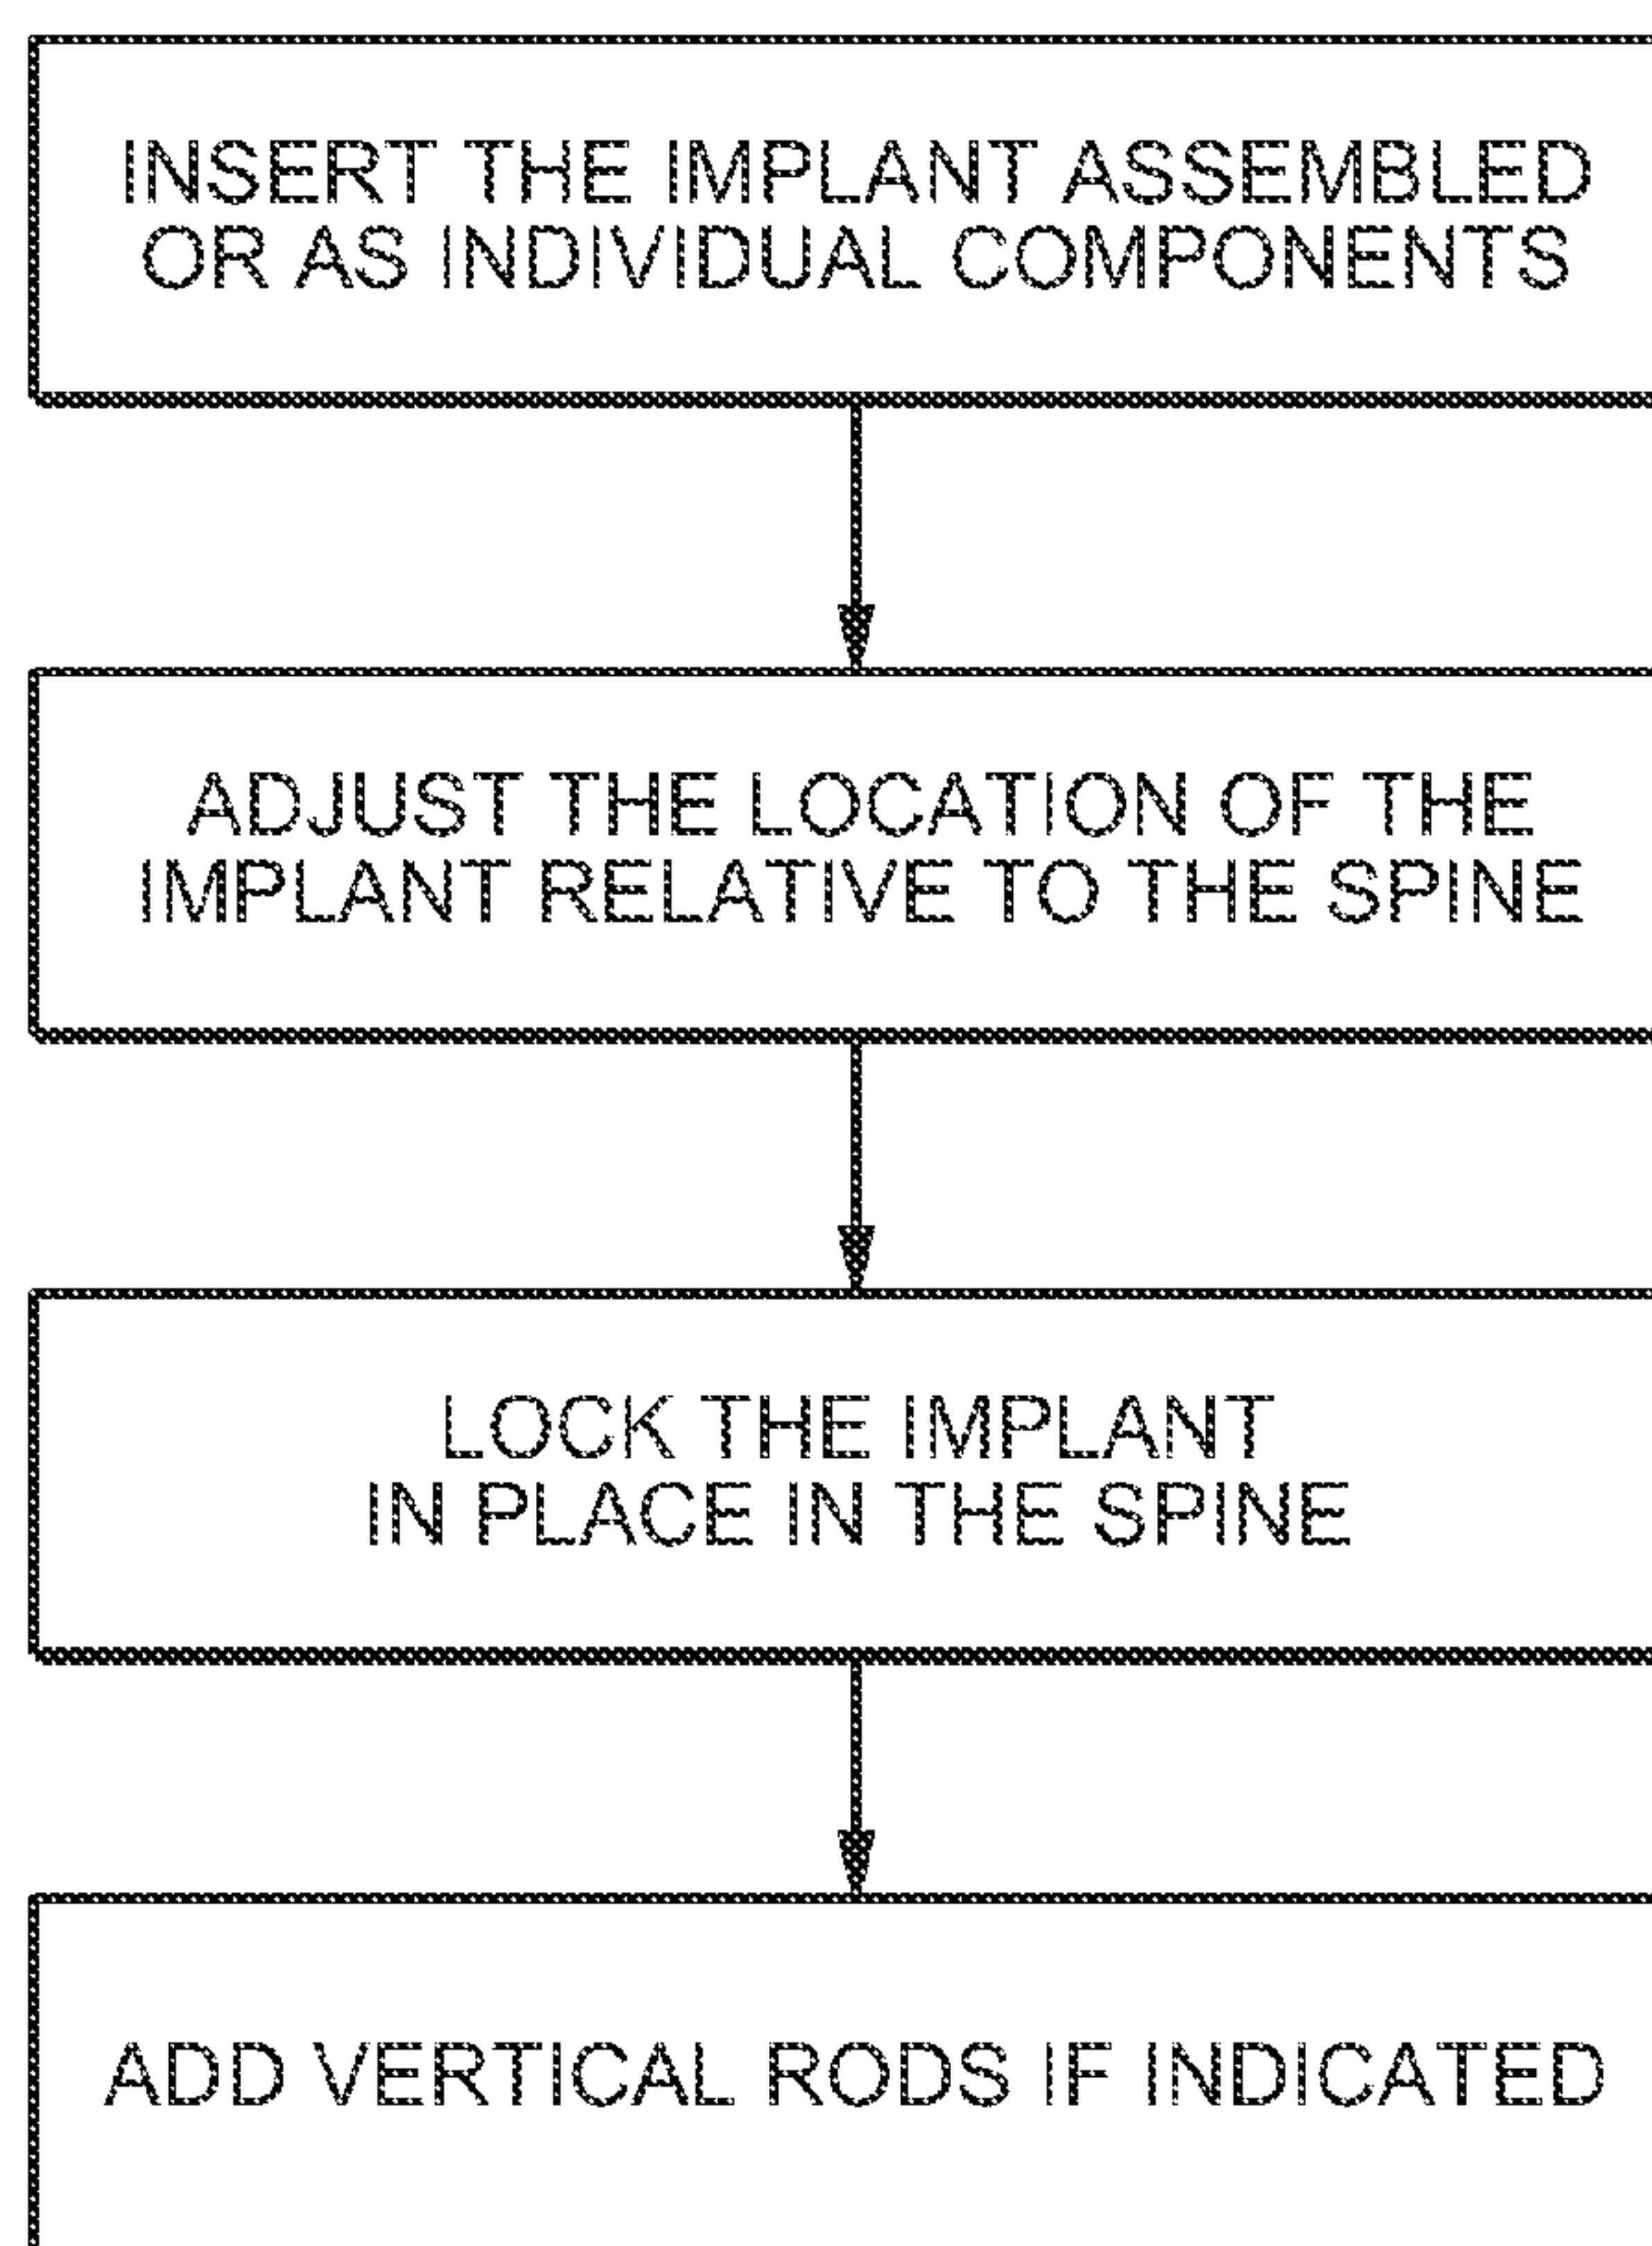 INSERT THE IMPLANT ASSEMBLED
OR AS INDIVIDUAL COMPONENTS
ADJUST THE LOCATION OF THE
IMPLANT RELATIVE TO THE SPINE
LOCK THE IMPLANT
IN PLACE IN THE SPINE
ADD VERTICAL RODS IF INDICATED